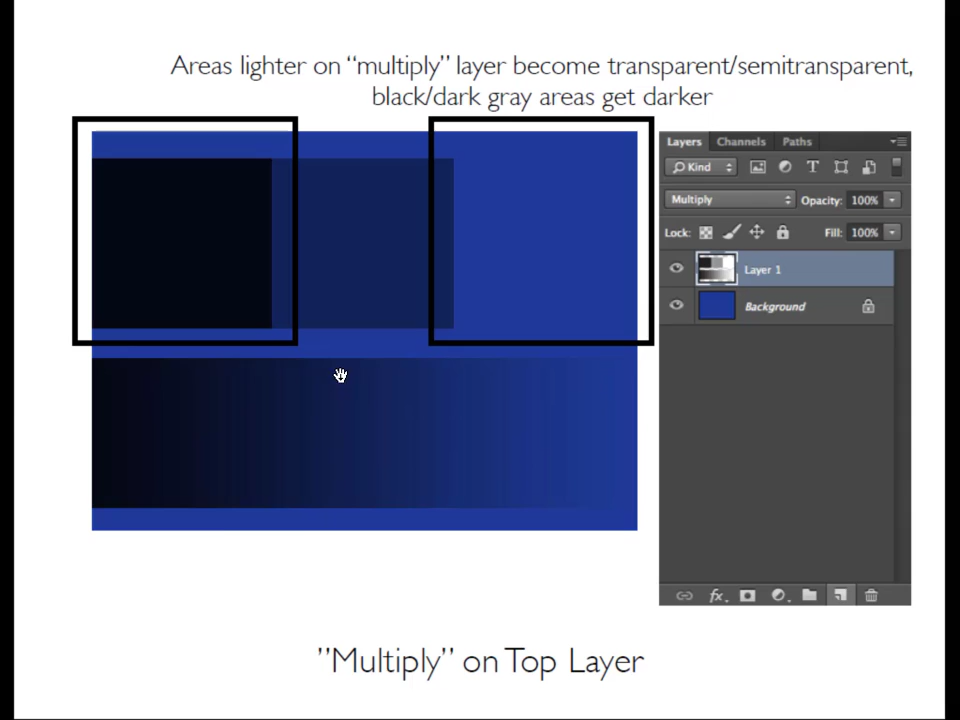 Areas lighter on “multiply” layer become transparent/semitransparent,
black/dark gray areas get darker
Layers Channels Paths
Kind
Multiply Opacity: 100%
Lock: Fill: 100%
Layer 1
Background
fx
”Multiply” on Top Layer